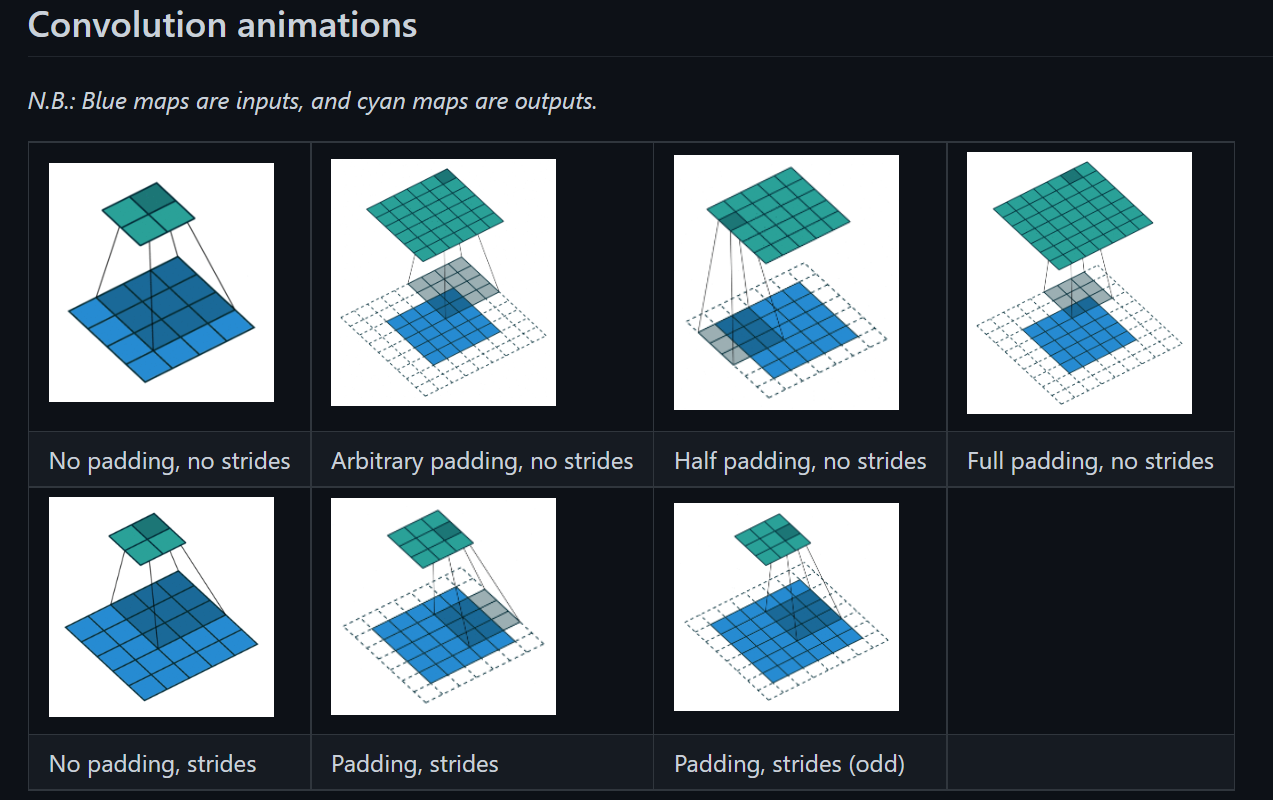 Convolution animations
N.B.: Blue maps are inputs, and cyan maps are outputs.
No padding, no strides
Arbitrary padding, no strides
Half padding, no strides
Full padding, no strides
No padding, strides
Padding, strides
Padding, strides (odd)